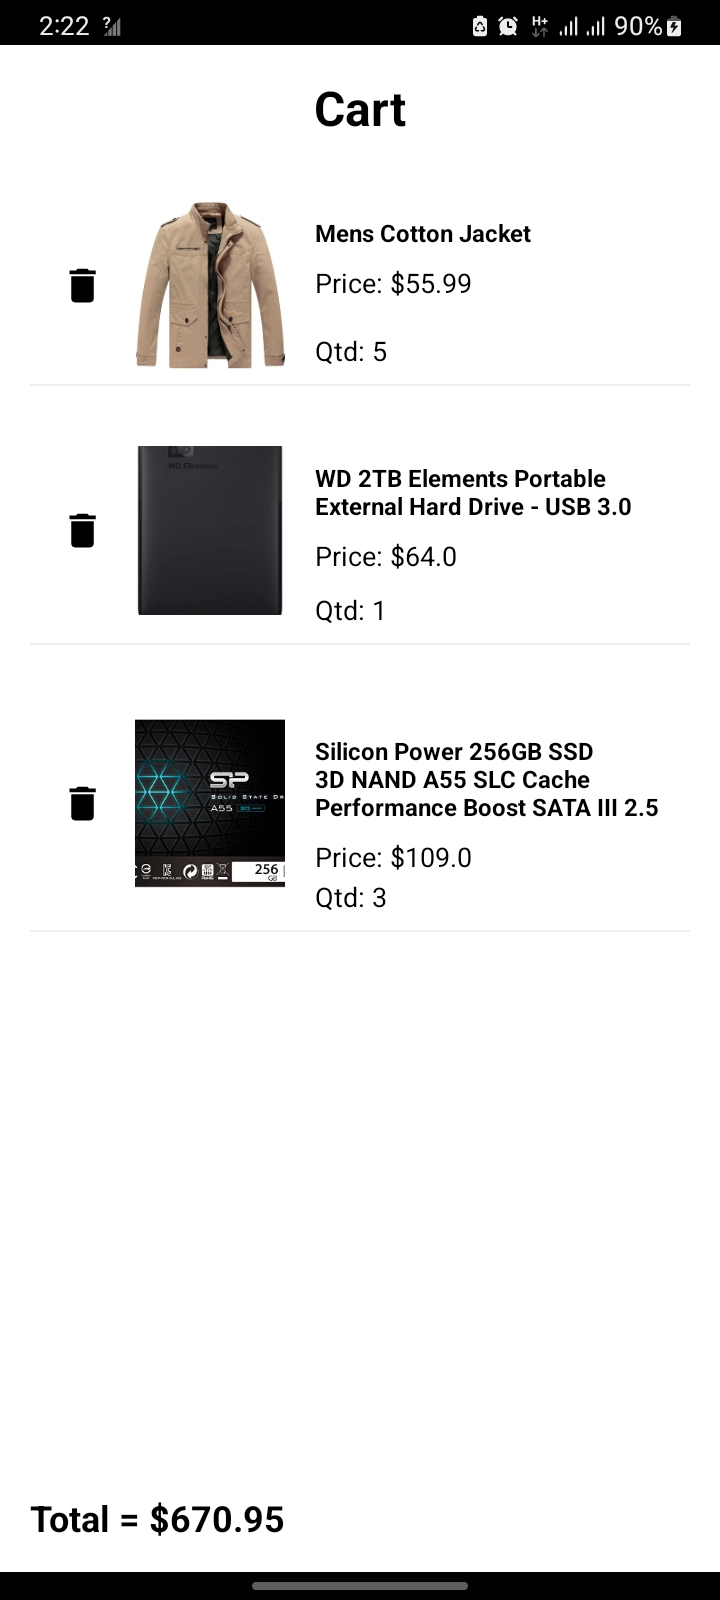 2:22
H+
90%
Cart
Mens Cotton Jacket
Price: $55.99
Qtd: 5
WD Elements
WD 2TB Elements Portable
External Hard Drive - USB 3.0
Price: $64.0
Qtd: 1
SP
SOLID STATE DR
A55
256
GB
Silicon Power 256GB SSD
3D NAND A55 SLC Cache
Performance Boost SATA III 2.5
Price: $109.0
Qtd: 3
Total = $670.95